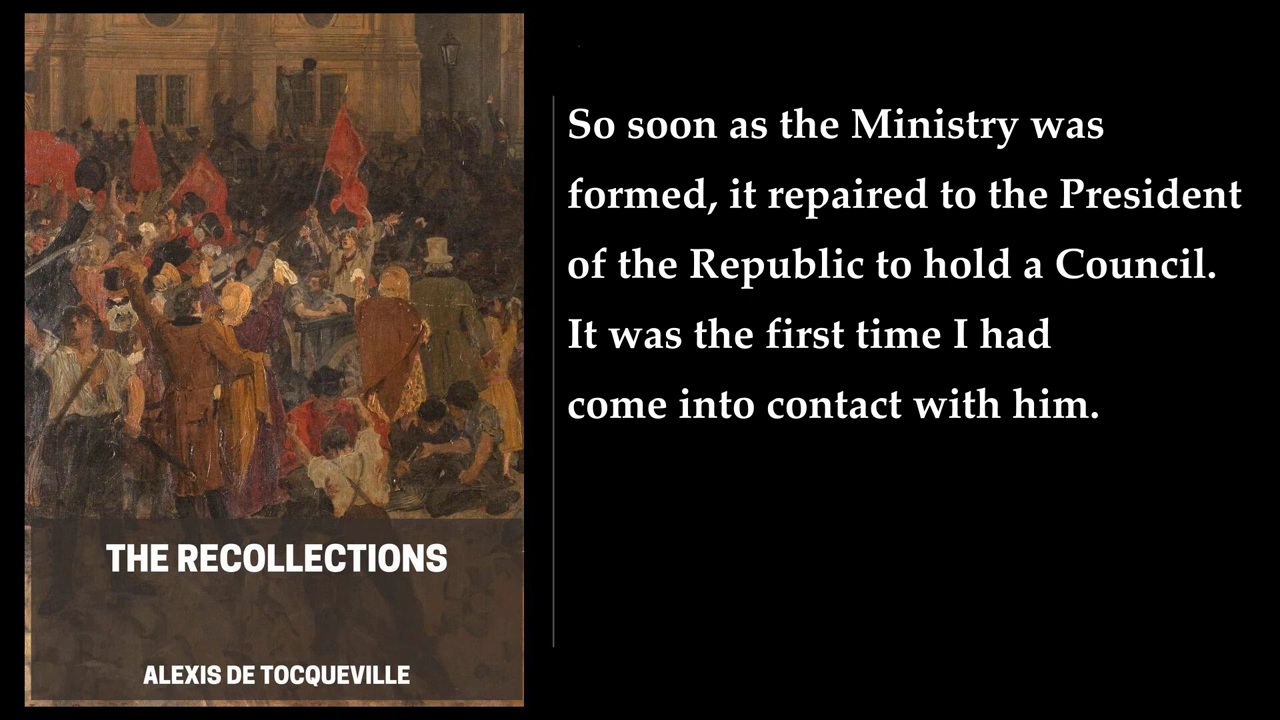 THE RECOLLECTIONS
ALEXIS DE TOCQUEVILLE
So soon as the Ministry was
formed, it repaired to the President
of the Republic to hold a Council.
It was the first time I had
come into contact with him.